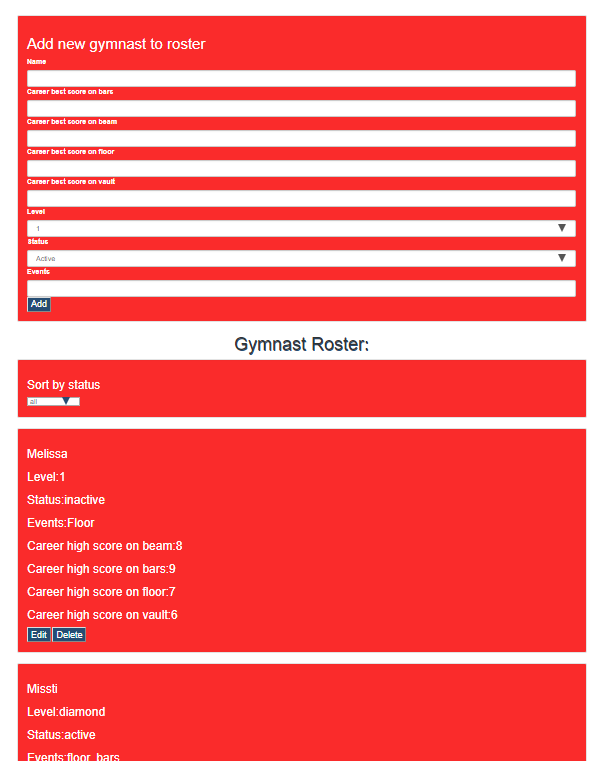 Add new gymnast to roster
Name
Career best score on bars
Career best score on beam
Career best score on floor
Career best score on vault
Level
1
Status
Active
Events
Add
Gymnast Roster:
Sort by status
all
Melissa
Level:1
Status:inactive
Events:Floor
Career high score on beam:8
Career high score on bars:9
Career high score on floor:7
Career high score on vault:6
Edit Delete
Missti
Level:diamond
Status:active
Events:floor, bars